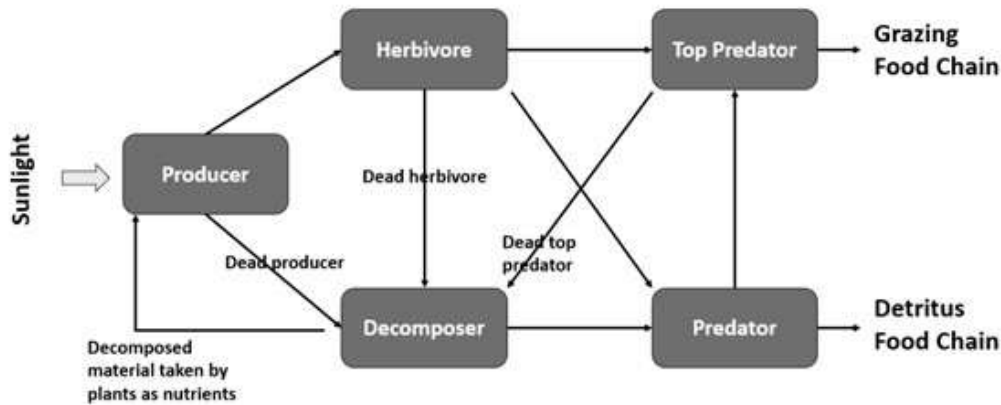 Sunlight
Producer
Herbivore
Top Predator
Grazing
Food Chain
Dead herbivore
Dead producer
Dead top
predator
Decomposer
Predator
Detritus
Food Chain
Decomposed
material taken by
plants as nutrients